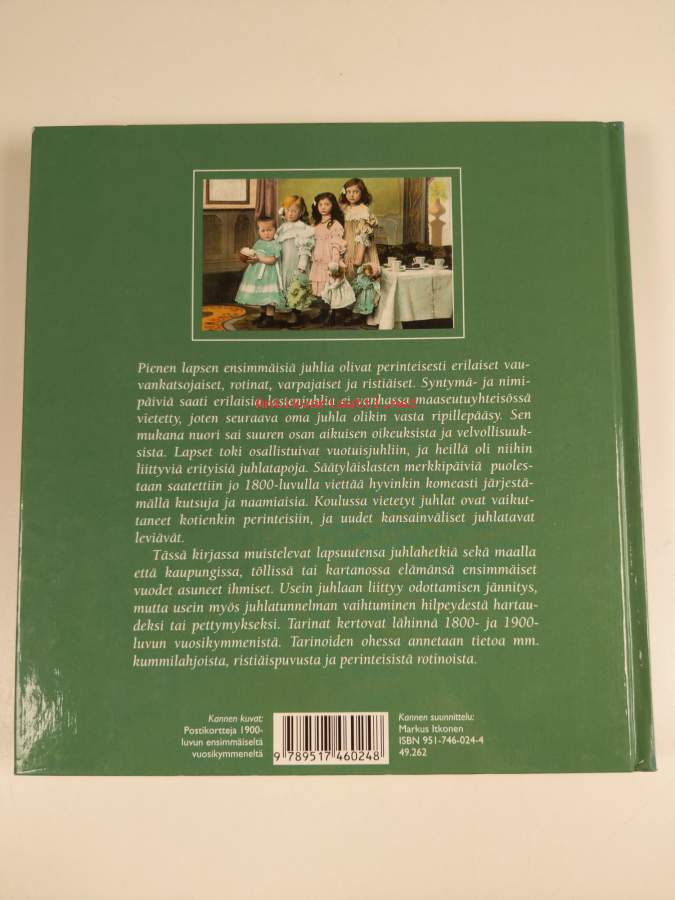 Pienen lapsen ensimmäisiä juhlia olivat perinteisesti erilaiset vau-
vankatsojaiset, rotinat, varpajaiset ja ristiäiset. Syntymä- ja nimi-
päiviä saati erilaisia lastenjuhlia ei vanhassa maaseutuyhteisössä
vietetty, joten seuraava oma juhla olikin vasta ripillepääsy. Sen
mukana nuori sai suuren osan aikuisen oikeuksista ja velvollisuuk-
sista. Lapset toki osallistuivat vuotuisjuhliin, ja heillä oli niihin
liittyviä erityisiä juhlatapoja. Säätyläislasten merkkipäiviä puoles-
taan saatettiin jo 1800-luvulla viettää hyvinkin komeasti järjestä-
mällä kutsuja ja naamiaisia. Koulussa vietetyt juhlat ovat vaikut-
taneet kotienkin perinteisiin, ja uudet kansainväliset juhlatavat
leviävät.
Tässä kirjassa muistelevat lapsuutensa juhlahetkiä sekä maalla
että kaupungissa, töllissä tai kartanossa elämänsä ensimmäiset
vuodet asuneet ihmiset. Usein juhlaan liittyy odottamisen jännitys,
mutta usein myös juhlatunnelman vaihtuminen hilpeydestä hartau-
deksi tai pettymykseksi. Tarinat kertovat lähinnä 1800- ja 1900-
luvun vuosikymmenistä. Tarinoiden ohessa annetaan tietoa mm.
kummilahjoista, ristiäispuvusta ja perinteisistä rotinoista.
Kannen kuvat:
Postikortteja 1900-
luvun ensimmäiseltä
vuosikymmeneltä
9 789517 460248
Kannen suunnittelu:
Markus Itkonen
ISBN 951-746-024-4
49.262